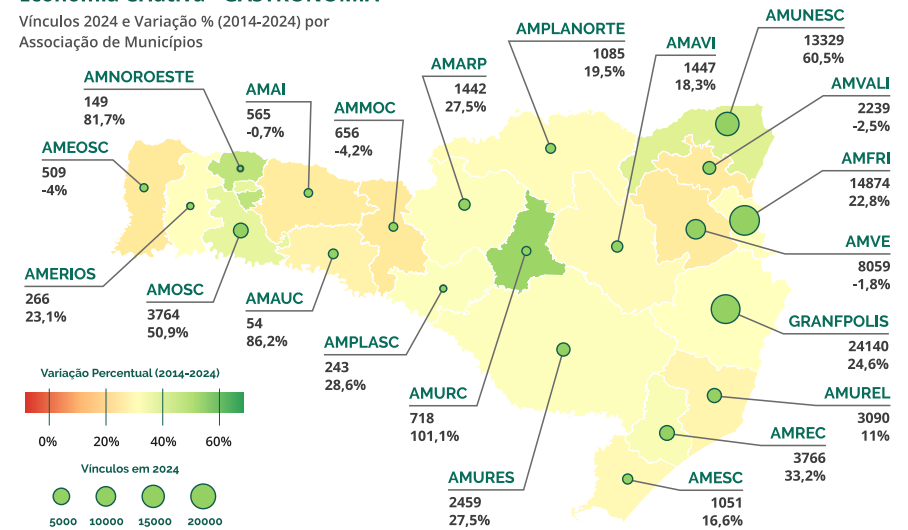 Vínculos 2024 e Variação % (2014-2024) por
Associação de Municípios
AMNOROESTE
149
81,7%
AMEOSC
509
-4%
AMAI
565
-0,7%
AMMOC
656
-4,2%
AMARP
1442
27,5%
AMPLANORTE
1085
19,5%
AMAVI
1447
18,3%
AMUNESC
13329
60,5%
AMVALI
2239
-2,5%
AMFRI
14874
22,8%
AMVE
8059
-1,8%
GRANFPOLIS
24140
24,6%
AMUREL
3090
11%
AMREC
3766
33,2%
AMESC
1051
16,6%
AMURES
2459
27,5%
AMURC
718
101,1%
AMPLASC
243
28,6%
AMAUC
54
86,2%
AMOSC
3764
50,9%
AMERIOS
266
23,1%
Variação Percentual (2014-2024)
0% 20% 40% 60%
Vínculos em 2024
5000 10000 15000 20000